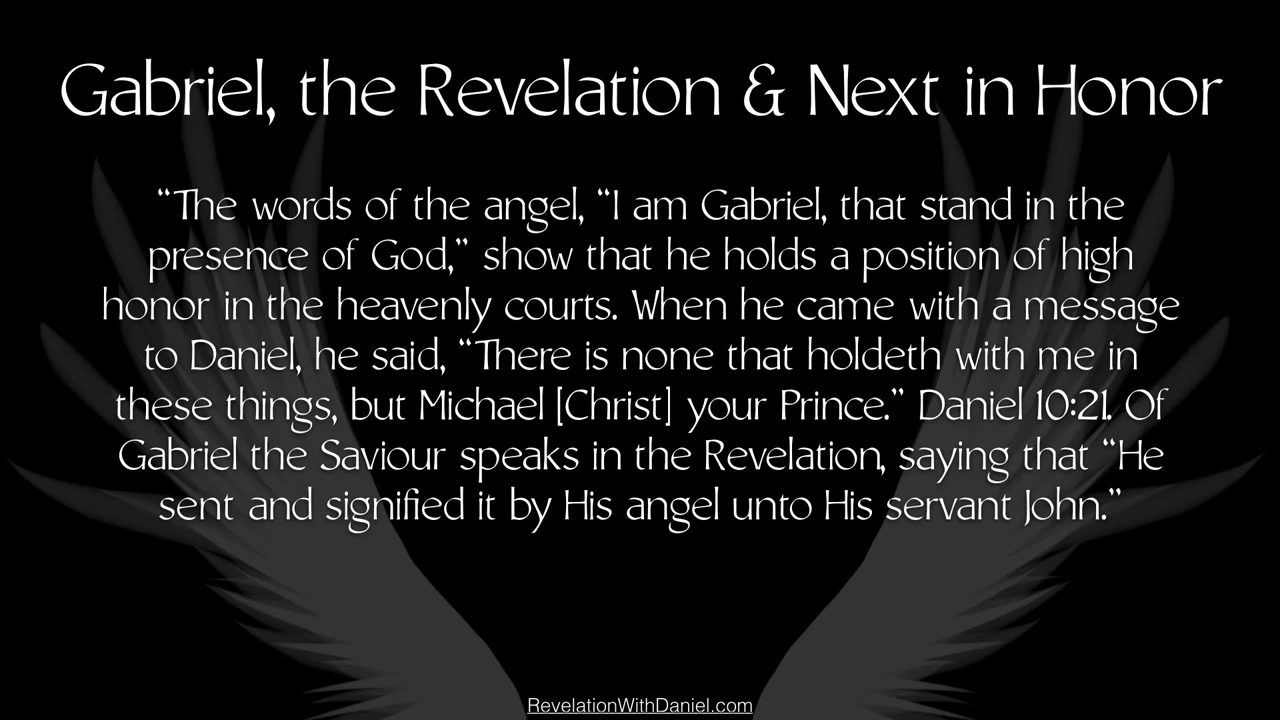 Gabriel, the Revelation & Next in Honor
“The words of the angel, “I am Gabriel, that stand in the
presence of God,” show that he holds a position of high
honor in the heavenly courts. When he came with a message
to Daniel, he said, “There is none that holdeth with me in
these things, but Michael [Christ] your Prince.” Daniel 10:21. Of
Gabriel the Saviour speaks in the Revelation, saying that “He
sent and signified it by His angel unto His servant John.”
RevelationWithDaniel.com